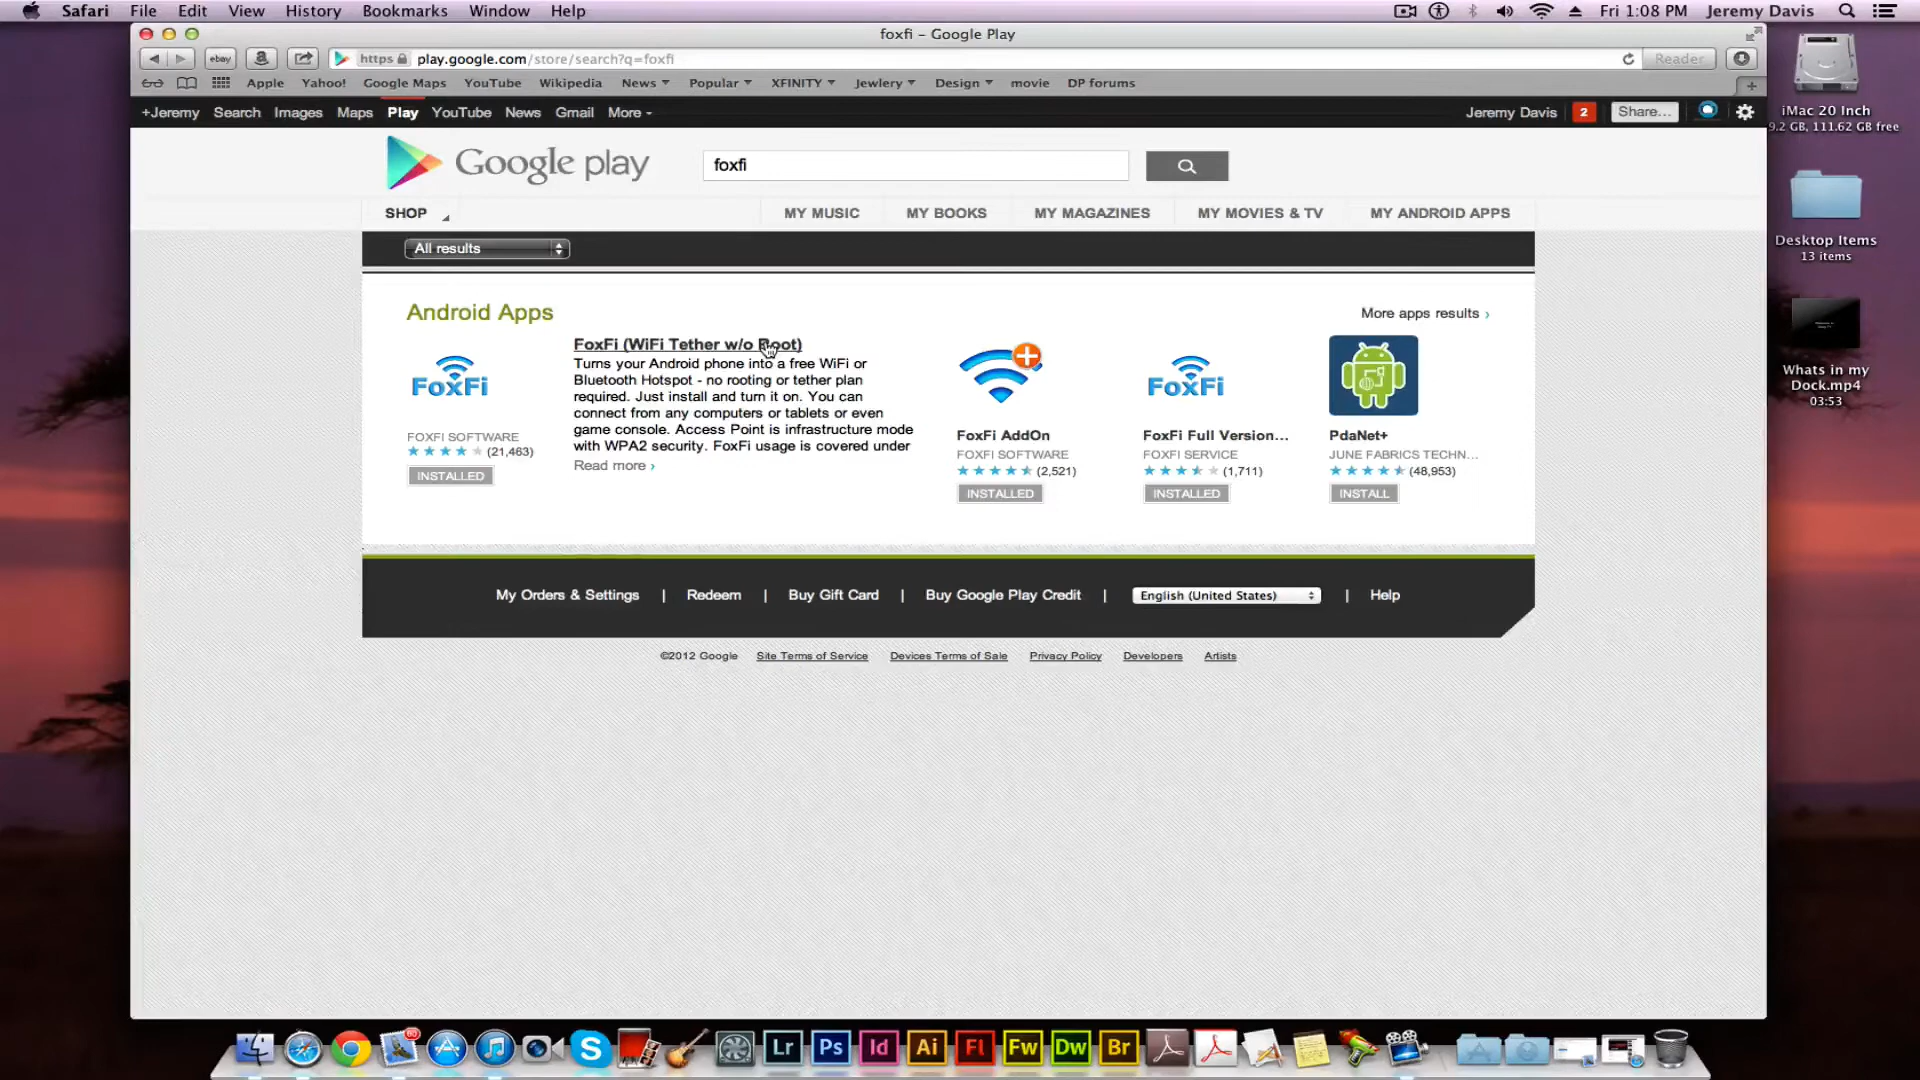 Safari File Edit View History Bookmarks Window Help Fri 1:08 PM Jeremy Davis
foxfi – Google Play
ebay https play.google.com/store/search?q=foxfi Reader
Apple Yahoo! Google Maps YouTube Wikipedia News Popular XFINITY Jewlery Design movie DP forums
+Jeremy Search Images Maps Play YouTube News Gmail More Jeremy Davis 2 Share...
iMac 20 Inch
9.2 GB, 111.62 GB free
Google play foxfi
SHOP MY MUSIC MY BOOKS MY MAGAZINES MY MOVIES & TV MY ANDROID APPS
Desktop Items
13 items
All results
Android Apps More apps results ›
FoxFi (WiFi Tether w/o Root)
Turns your Android phone into a free WiFi or
Bluetooth Hotspot - no rooting or tether plan
required. Just install and turn it on. You can
connect from any computers or tablets or even
game console. Access Point is infrastructure mode
with WPA2 security. FoxFi usage is covered under
Read more ›
FoxFi
FOXFI SOFTWARE
(21,463)
INSTALLED
FoxFi AddOn
FOXFI SOFTWARE
(2,521)
INSTALLED
FoxFi
FoxFi Full Version...
FOXFI SERVICE
(1,711)
INSTALLED
PdaNet+
JUNE FABRICS TECHN...
(48,953)
INSTALL
Whats in my
Dock.mp4
03:53
My Orders & Settings | Redeem | Buy Gift Card | Buy Google Play Credit | English (United States) | Help
©2012 Google Site Terms of Service Devices Terms of Sale Privacy Policy Developers Artists
60 Lr Ps Id Ai Fl Fw Dw Br